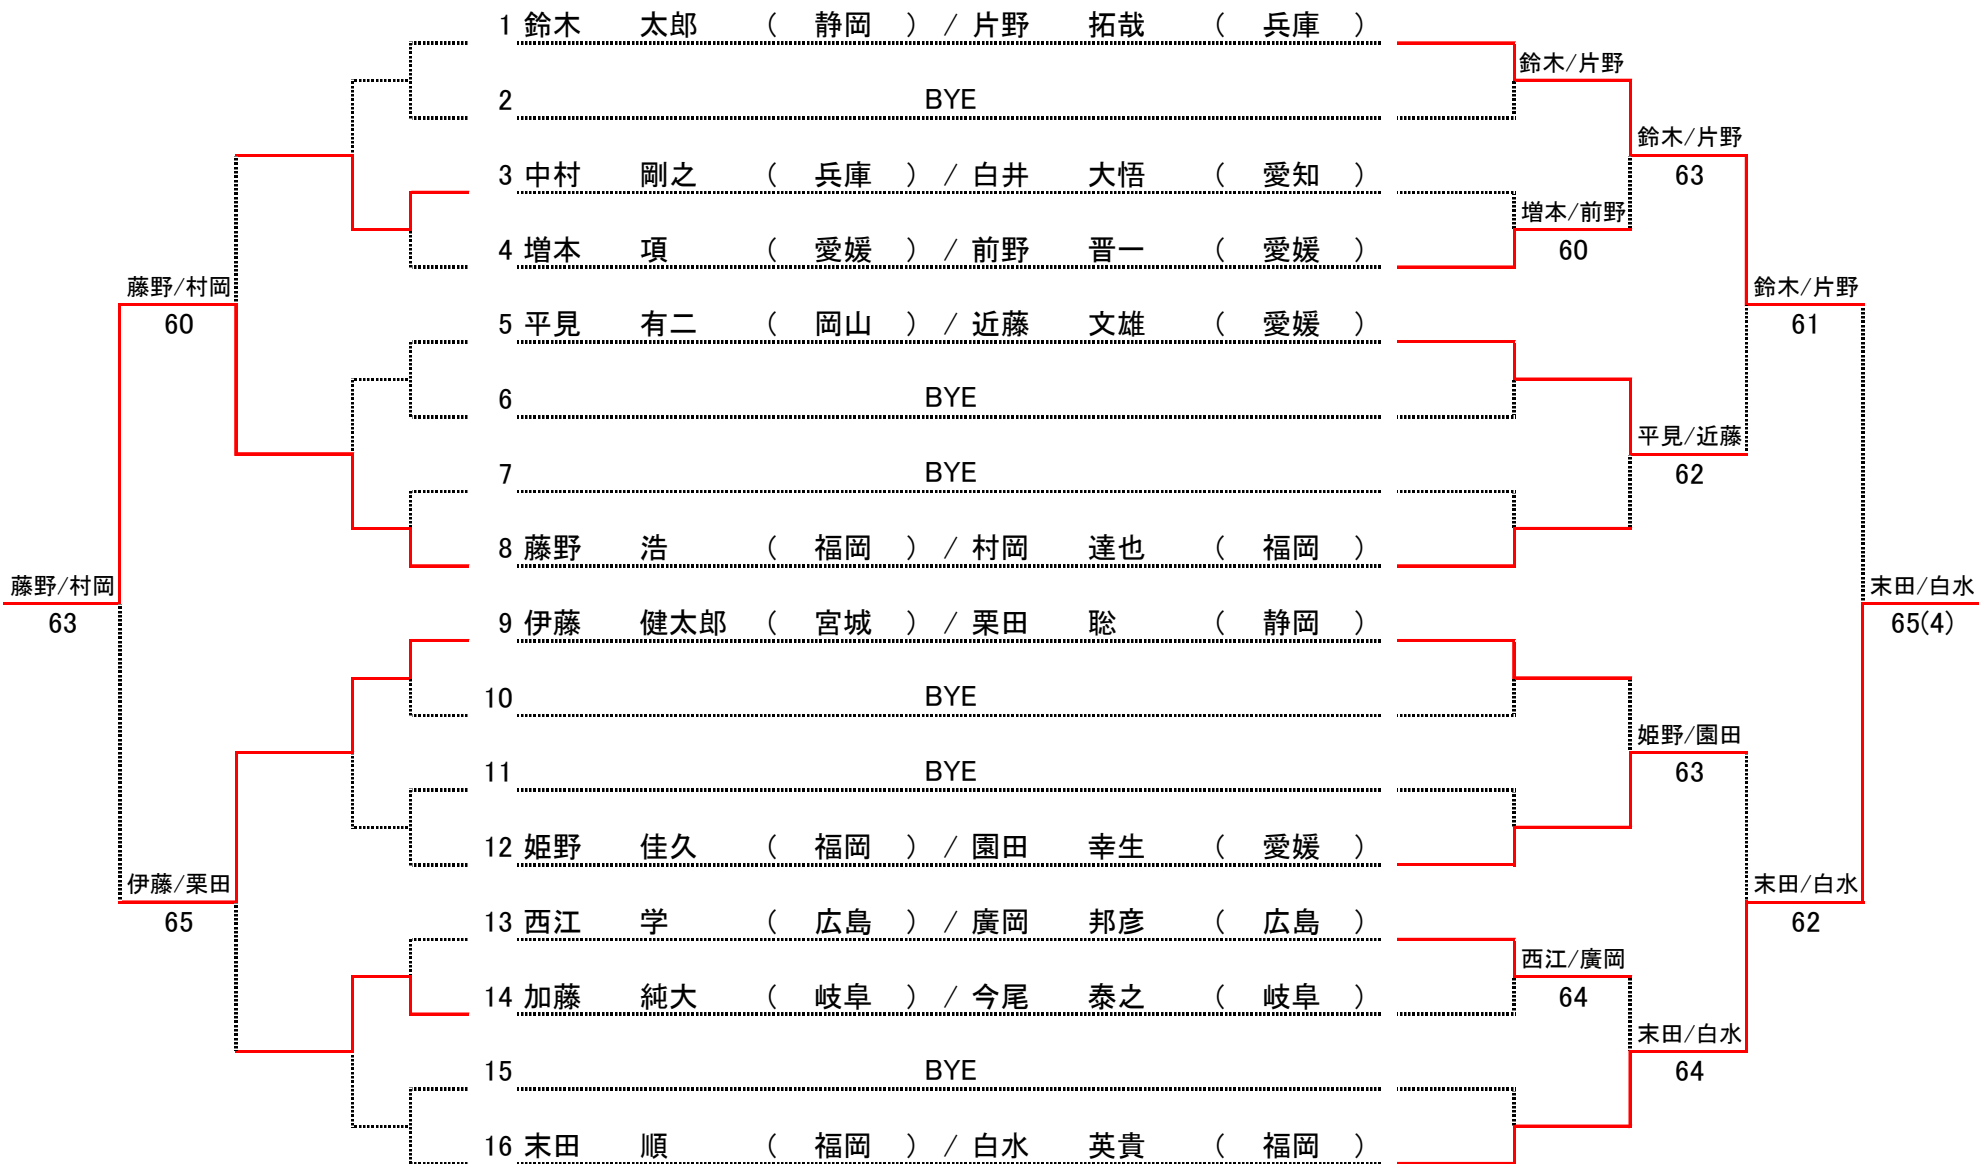 1 鈴木 太郎 ( 静岡 ) / 片野 拓哉 ( 兵庫 )
鈴木/片野
2 BYE
鈴木/片野
63
3 中村 剛之 ( 兵庫 ) / 白井 大悟 ( 愛知 )
増本/前野
60
4 増本 項 ( 愛媛 ) / 前野 晋一 ( 愛媛 )
藤野/村岡
60
鈴木/片野
61
5 平見 有二 ( 岡山 ) / 近藤 文雄 ( 愛媛 )
6 BYE
平見/近藤
62
7 BYE
8 藤野 浩 ( 福岡 ) / 村岡 達也 ( 福岡 )
藤野/村岡
63
末田/白水
65(4)
9 伊藤 健太郎 ( 宮城 ) / 栗田 聡 ( 静岡 )
10 BYE
姫野/園田
63
11 BYE
12 姫野 佳久 ( 福岡 ) / 園田 幸生 ( 愛媛 )
伊藤/栗田
65
末田/白水
62
13 西江 学 ( 広島 ) / 廣岡 邦彦 ( 広島 )
西江/廣岡
64
14 加藤 純大 ( 岐阜 ) / 今尾 泰之 ( 岐阜 )
末田/白水
64
15 BYE
16 末田 順 ( 福岡 ) / 白水 英貴 ( 福岡 )